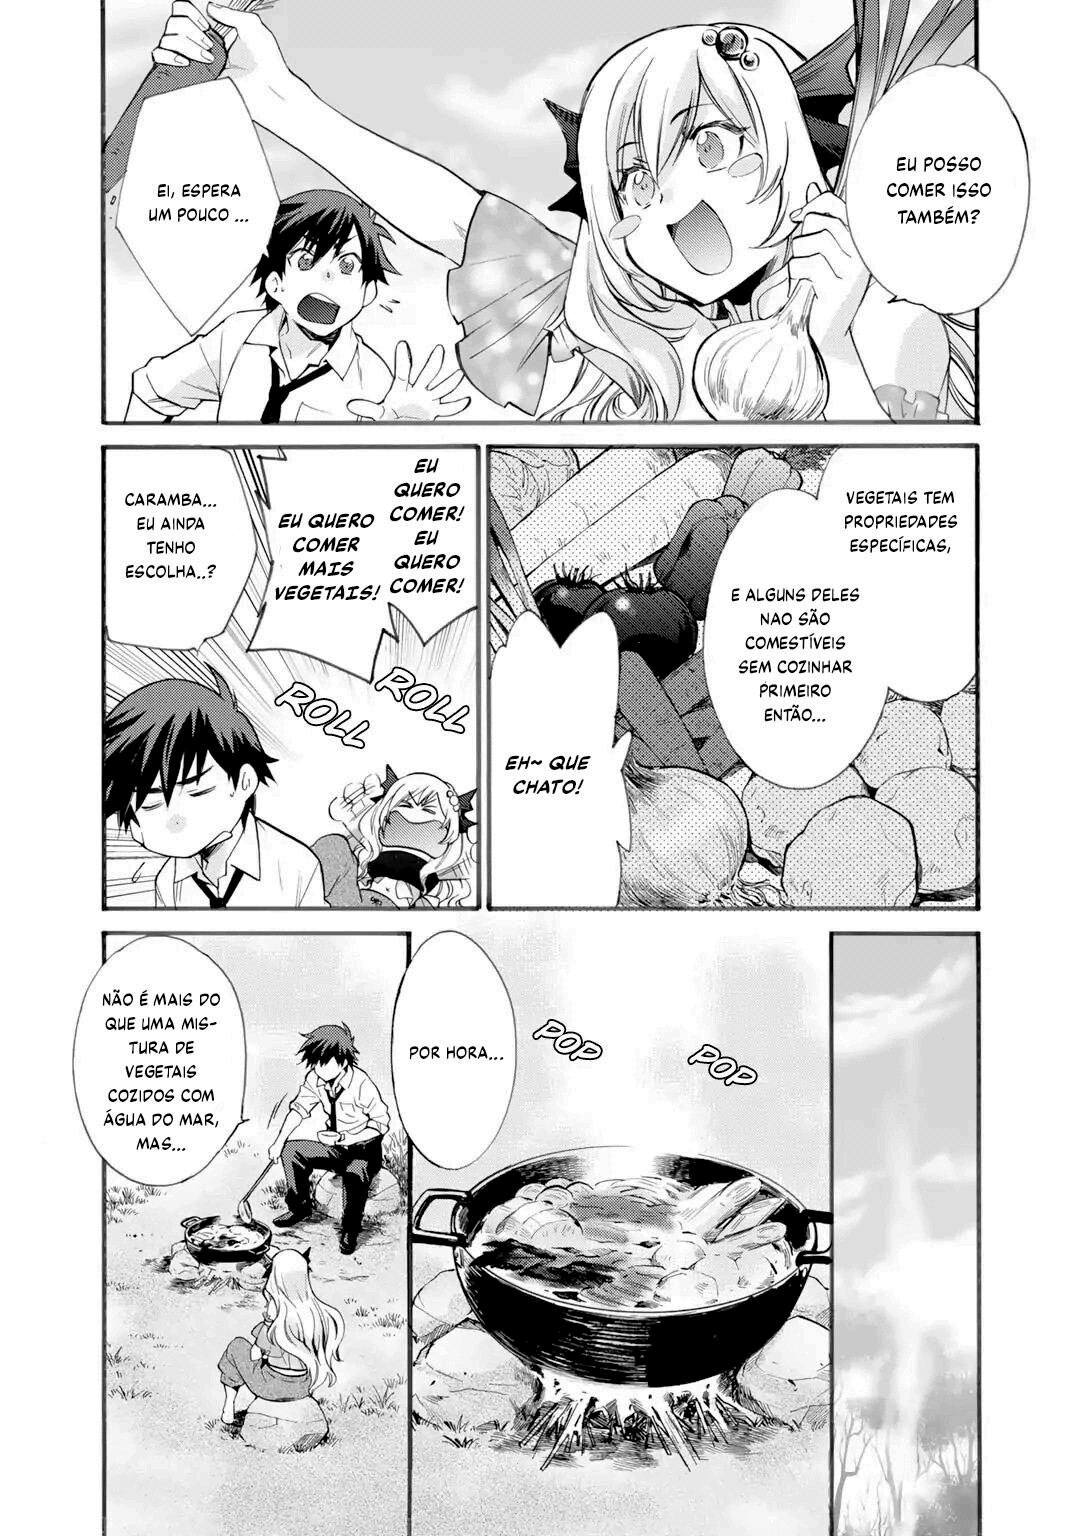 EU POSSO
COMER ISSO
TAMBÉM?
EI, ESPERA
UM POUCO ...
VEGETAIS TEM
PROPRIEDADES
ESPECÍFICAS,
E ALGUNS DELES
NAO SÃO
COMESTÍVEIS
SEM COZINHAR
PRIMEIRO
ENTÃO...
EH~ QUE
CHATO!
EU
QUERO
COMER!
EU
QUERO
COMER!
EU QUERO
COMER
MAIS
VEGETAIS!
ROLL
ROLL
CARAMBA...
EU AINDA
TENHO
ESCOLHA..?
POP
POP
POR HORA...
NÃO É MAIS DO
QUE UMA MIS-
TURA DE
VEGETAIS
COZIDOS COM
ÁGUA DO MAR,
MAS...